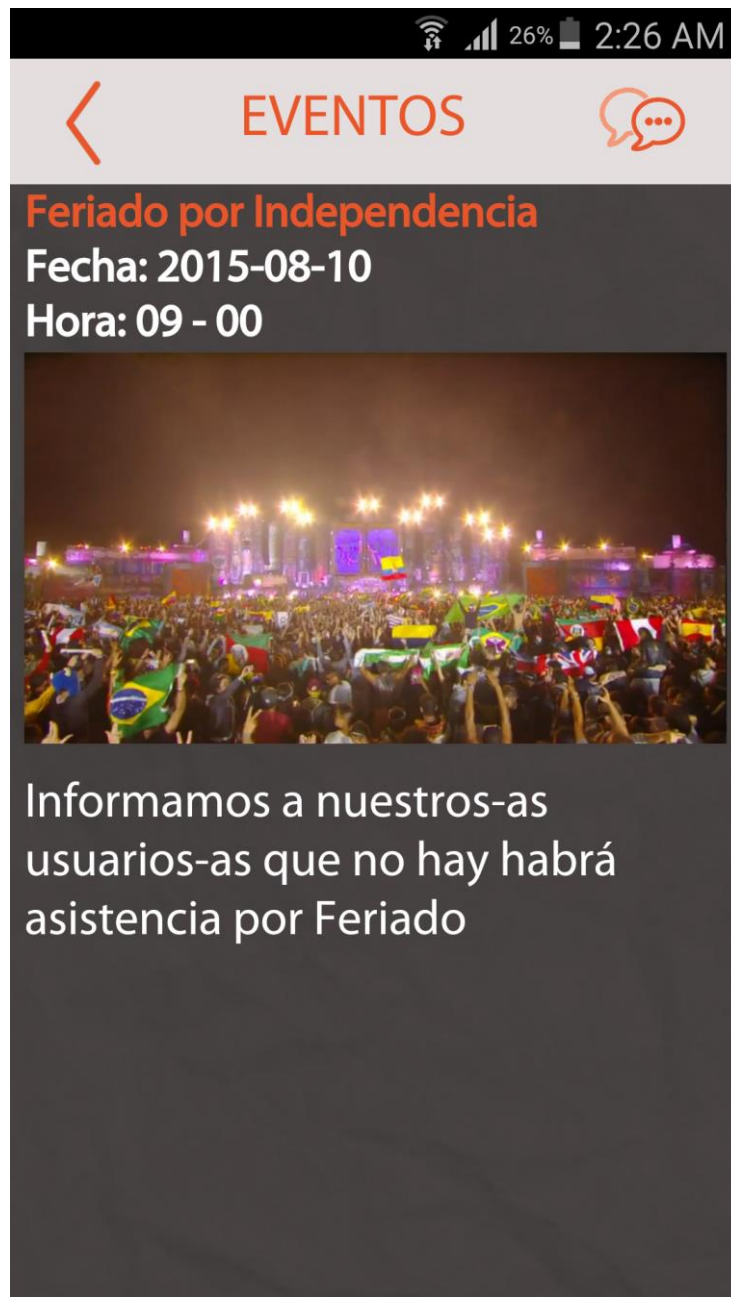 26% 2:26 AM
EVENTOS
Feriado por Independencia
Fecha: 2015-08-10
Hora: 09 - 00
Informamos a nuestros-as
usuarios-as que no hay habrá
asistencia por Feriado